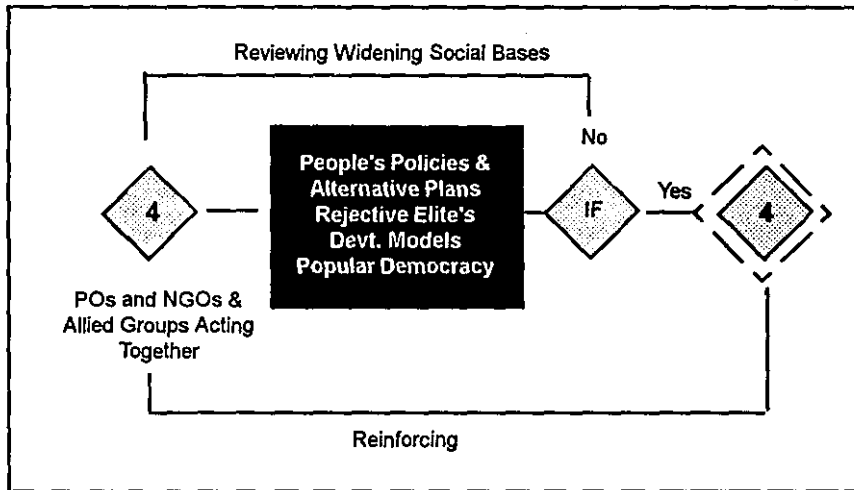 Reviewing Widening Social Bases
No
People's Policies &
Alternative Plans
Rejective Elite's
Devt. Models
Popular Democracy
4
IF
Yes
4
POs and NGOs &
Allied Groups Acting
Together
Reinforcing